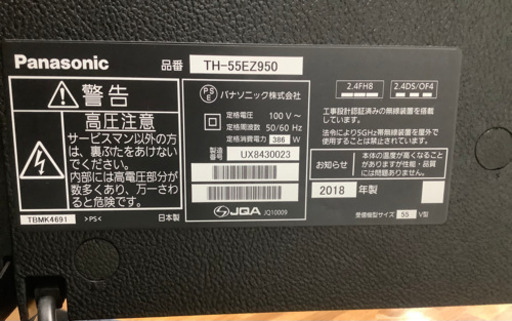 Panasonic
品番 TH-55EZ950
警告
高圧注意
サービスマン以外の方
は、裏ぶたをあけない
でください。
内部には高電圧部分が
数多くあり、万一さわ
ると危険です。
TBMK4691 >PS< 日本製
PSE パナソニック株式会社
定格電圧 100 V～
定格周波数 50/60 Hz
定格消費電力 386 W
製造番号 UX8430023
JQA JQ10009
2.4FH8 2.4DS/OF4
工事設計認証済みの無線装置を搭載
しています。
法令により5GHz帯無線装置を屋外で
使用することは禁止されています。
お知らせ
本体の温度が高くなること
がありますが、性能・品質
には問題ありません。
2018 年製
受信機型サイズ 55 V型